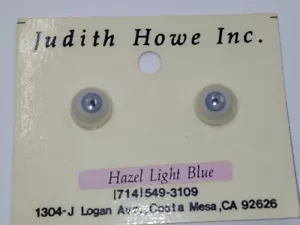 Judith Howe Inc.
Hazel Light Blue
(714)549-3109
1304-J Logan Ave, Costa Mesa, CA 92626